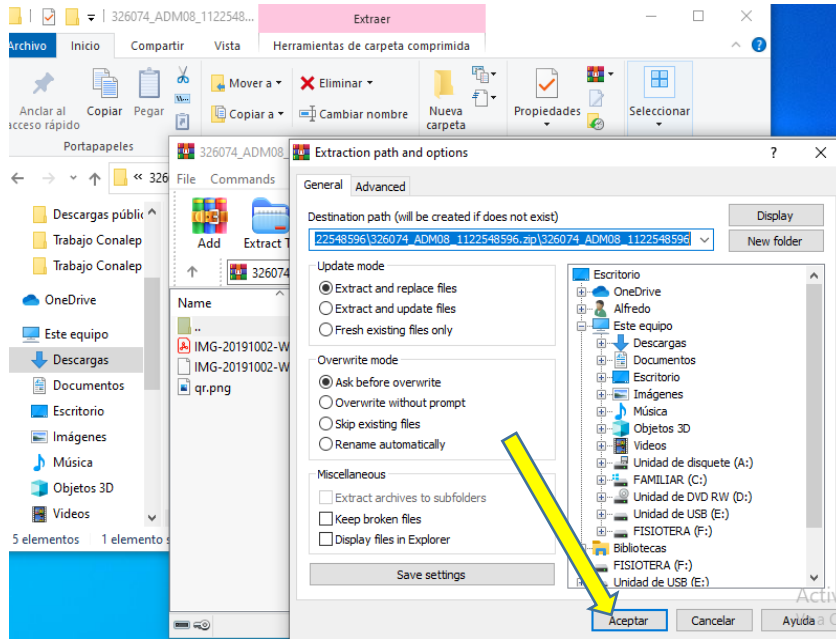 326074_ADM08_1122548...
Extraer
Archivo Inicio Compartir Vista Herramientas de carpeta comprimida
Anclar al acceso rápido
Copiar
Pegar
Mover a
Copiar a
Eliminar
Cambiar nombre
Nueva carpeta
Propiedades
Seleccionar
Portapapeles
« 326
Descargas públic
Trabajo Conalep
Trabajo Conalep
OneDrive
Este equipo
Descargas
Documentos
Escritorio
Imágenes
Música
Objetos 3D
Videos
5 elementos 1 elemento s
326074_ADM08_
File Commands
Add Extract T
326074
Name
..
IMG-20191002-W
IMG-20191002-W
qr.png
Extraction path and options
? X
General Advanced
Destination path (will be created if does not exist)
Display
22548596\326074_ADM08_1122548596.zip\326074_ADM08_1122548596
New folder
Update mode
Extract and replace files
Extract and update files
Fresh existing files only
Overwrite mode
Ask before overwrite
Overwrite without prompt
Skip existing files
Rename automatically
Miscellaneous
Extract archives to subfolders
Keep broken files
Display files in Explorer
Save settings
Escritorio
OneDrive
Alfredo
Este equipo
Descargas
Documentos
Escritorio
Imágenes
Música
Objetos 3D
Videos
Unidad de disquete (A:)
FAMILIAR (C:)
Unidad de DVD RW (D:)
Unidad de USB (E:)
FISIOTERA (F:)
Bibliotecas
FISIOTERA (F:)
Unidad de USB (E:)
Aceptar Cancelar Ayuda
Activ